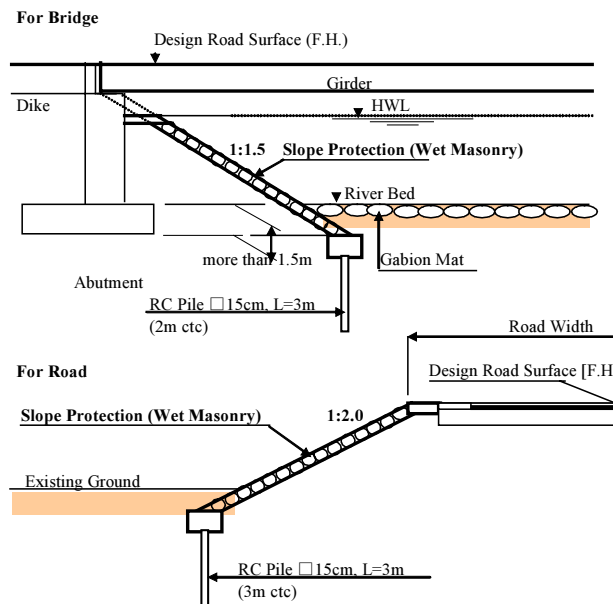 For Bridge
Design Road Surface (F.H.)
Girder
Dike
HWL
1:1.5
Slope Protection (Wet Masonry)
River Bed
more than 1.5m
Gabion Mat
Abutment
RC Pile □15cm, L=3m
(2m ctc)
Road Width
For Road
Design Road Surface [F.H
Slope Protection (Wet Masonry)
1:2.0
Existing Ground
RC Pile □15cm, L=3m
(3m ctc)